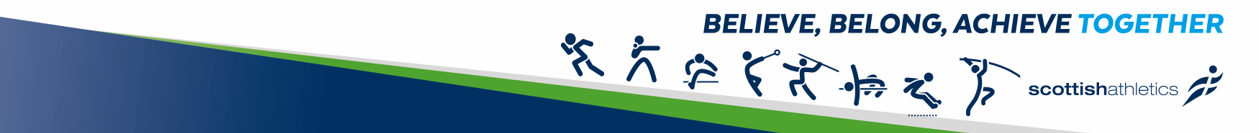 BELIEVE, BELONG, ACHIEVE TOGETHER
scottishathletics